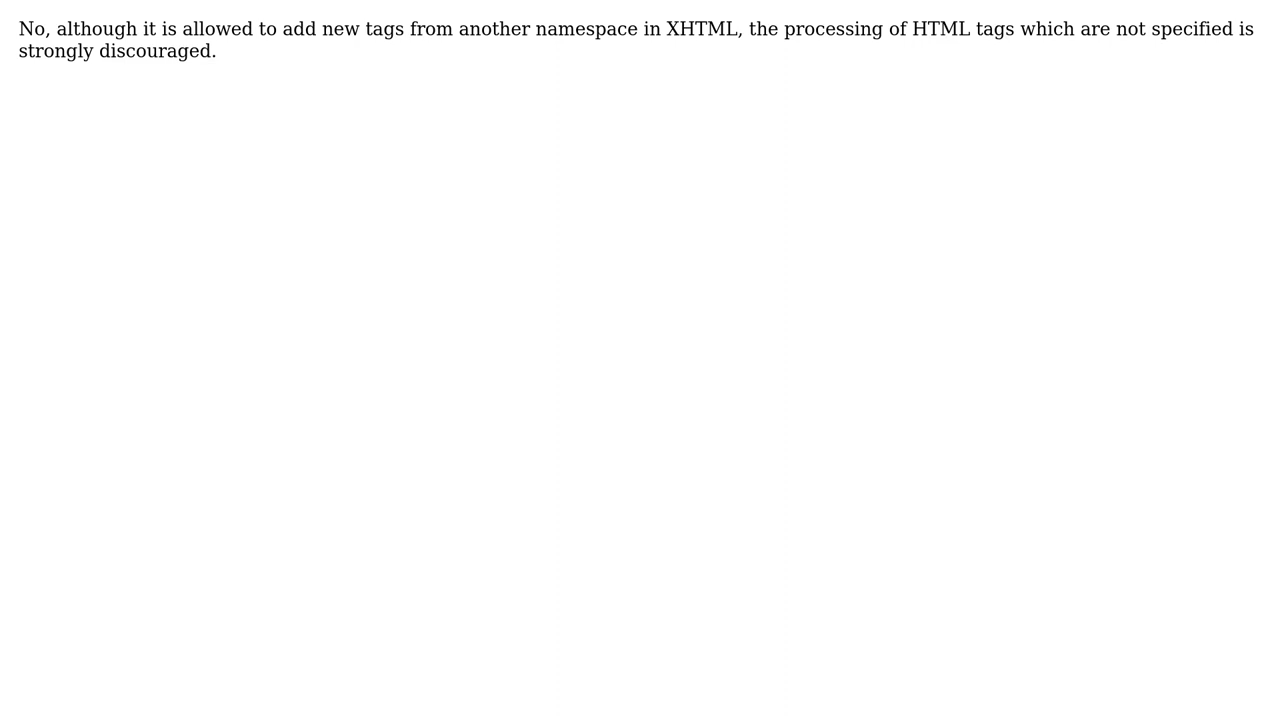 No, although it is allowed to add new tags from another namespace in XHTML, the processing of HTML tags which are not specified is
strongly discouraged.